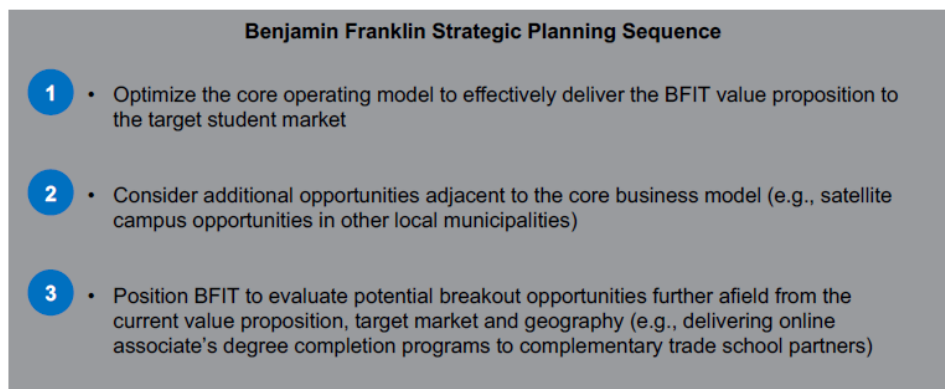 Benjamin Franklin Strategic Planning Sequence
1 • Optimize the core operating model to effectively deliver the BFIT value proposition to
the target student market
2 • Consider additional opportunities adjacent to the core business model (e.g., satellite
campus opportunities in other local municipalities)
3 • Position BFIT to evaluate potential breakout opportunities further afield from the
current value proposition, target market and geography (e.g., delivering online
associate's degree completion programs to complementary trade school partners)